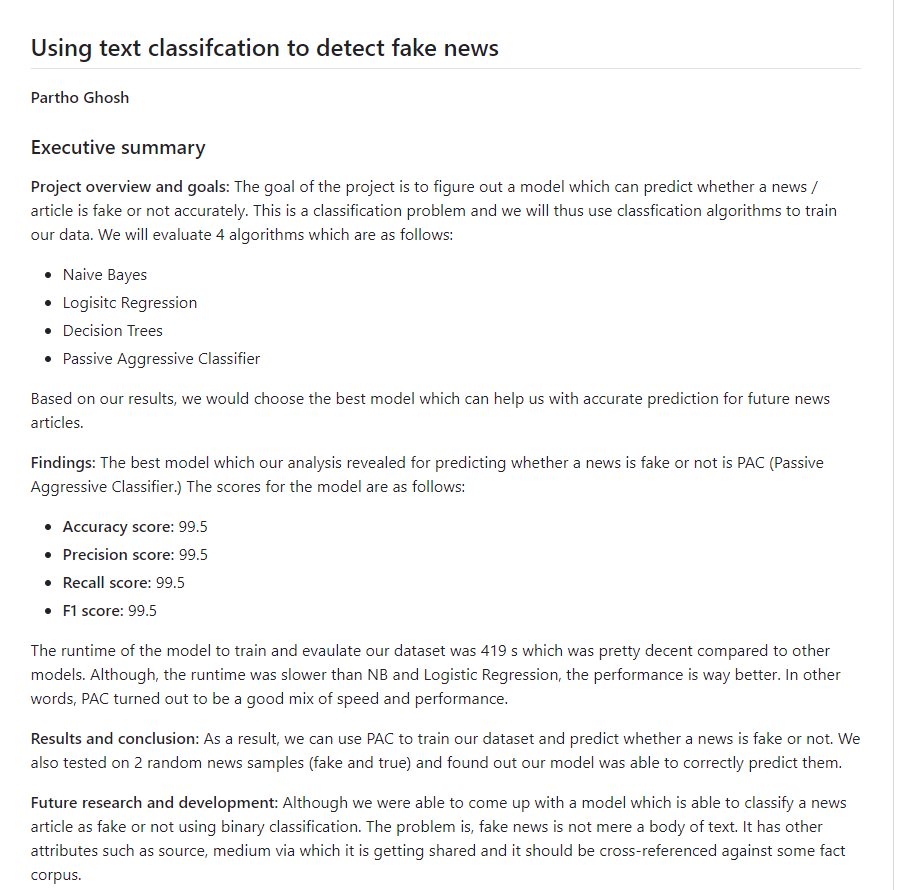 Using text classifcation to detect fake news
Partho Ghosh
Executive summary
Project overview and goals: The goal of the project is to figure out a model which can predict whether a news /
article is fake or not accurately. This is a classification problem and we will thus use classfication algorithms to train
our data. We will evaluate 4 algorithms which are as follows:
• Naive Bayes
• Logisitc Regression
• Decision Trees
• Passive Aggressive Classifier
Based on our results, we would choose the best model which can help us with accurate prediction for future news
articles.
Findings: The best model which our analysis revealed for predicting whether a news is fake or not is PAC (Passive
Aggressive Classifier.) The scores for the model are as follows:
• Accuracy score: 99.5
• Precision score: 99.5
• Recall score: 99.5
• F1 score: 99.5
The runtime of the model to train and evaulate our dataset was 419 s which was pretty decent compared to other
models. Although, the runtime was slower than NB and Logistic Regression, the performance is way better. In other
words, PAC turned out to be a good mix of speed and performance.
Results and conclusion: As a result, we can use PAC to train our dataset and predict whether a news is fake or not. We
also tested on 2 random news samples (fake and true) and found out our model was able to correctly predict them.
Future research and development: Although we were able to come up with a model which is able to classify a news
article as fake or not using binary classification. The problem is, fake news is not mere a body of text. It has other
attributes such as source, medium via which it is getting shared and it should be cross-referenced against some fact
corpus.